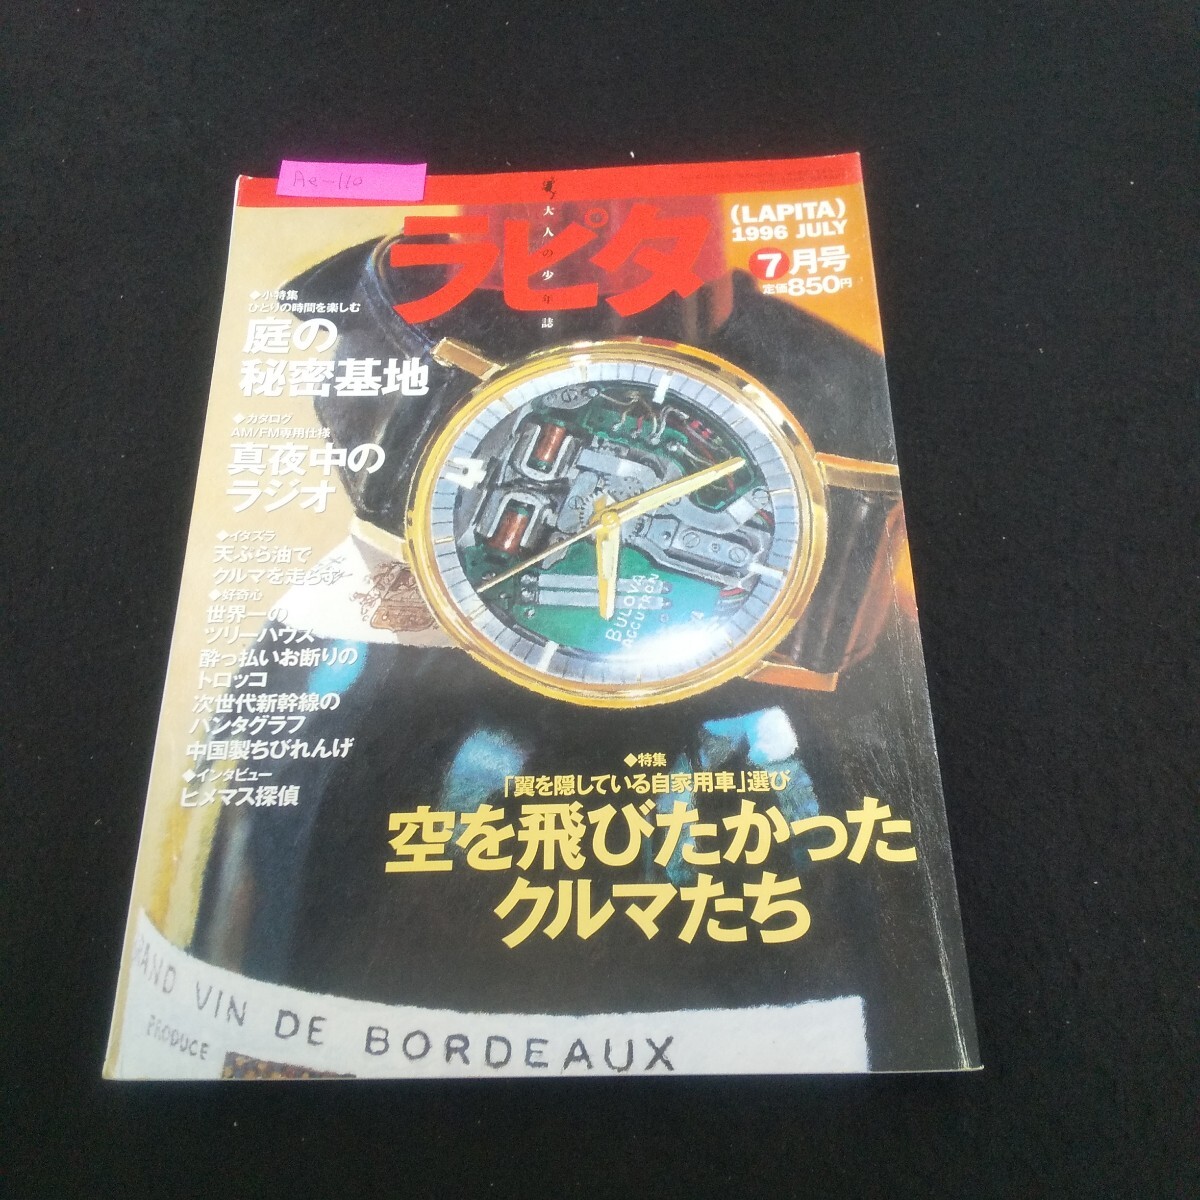 Ae-110
大人の少年誌
ラピタ
(LAPITA)
1996 JULY
7月号
定価850円
◆小特集
ひとりの時間を楽しむ
庭の
秘密基地
◆カタログ
AM/FM専用仕様
真夜中の
ラジオ
◆イタズラ
天ぷら油で
クルマを走らす
◆好奇心
世界一の
ツリーハウス
酔っ払いお断りの
トロッコ
次世代新幹線の
パンタグラフ
中国製ちびれんげ
◆インタビュー
ヒメマス探偵
BULOVA
ACCUTRON
◆特集
「翼を隠している自家用車」選び
空を飛びたかった
クルマたち
GRAND VIN DE BORDEAUX
PRODUCE